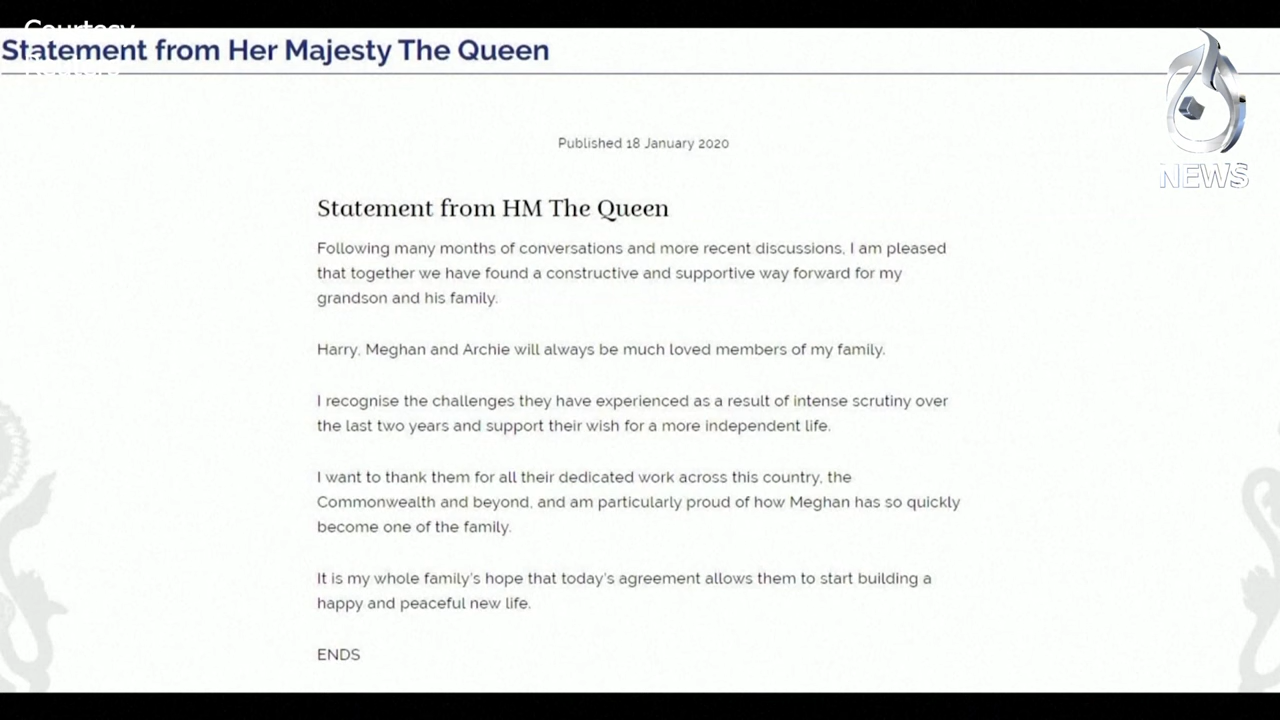 Courtesy
Statement from Her Majesty The Queen
Reuters
NEWS
Published 18 January 2020
Statement from HM The Queen
Following many months of conversations and more recent discussions, I am pleased
that together we have found a constructive and supportive way forward for my
grandson and his family.
Harry, Meghan and Archie will always be much loved members of my family.
I recognise the challenges they have experienced as a result of intense scrutiny over
the last two years and support their wish for a more independent life.
I want to thank them for all their dedicated work across this country, the
Commonwealth and beyond, and am particularly proud of how Meghan has so quickly
become one of the family.
It is my whole family's hope that today's agreement allows them to start building a
happy and peaceful new life.
ENDS